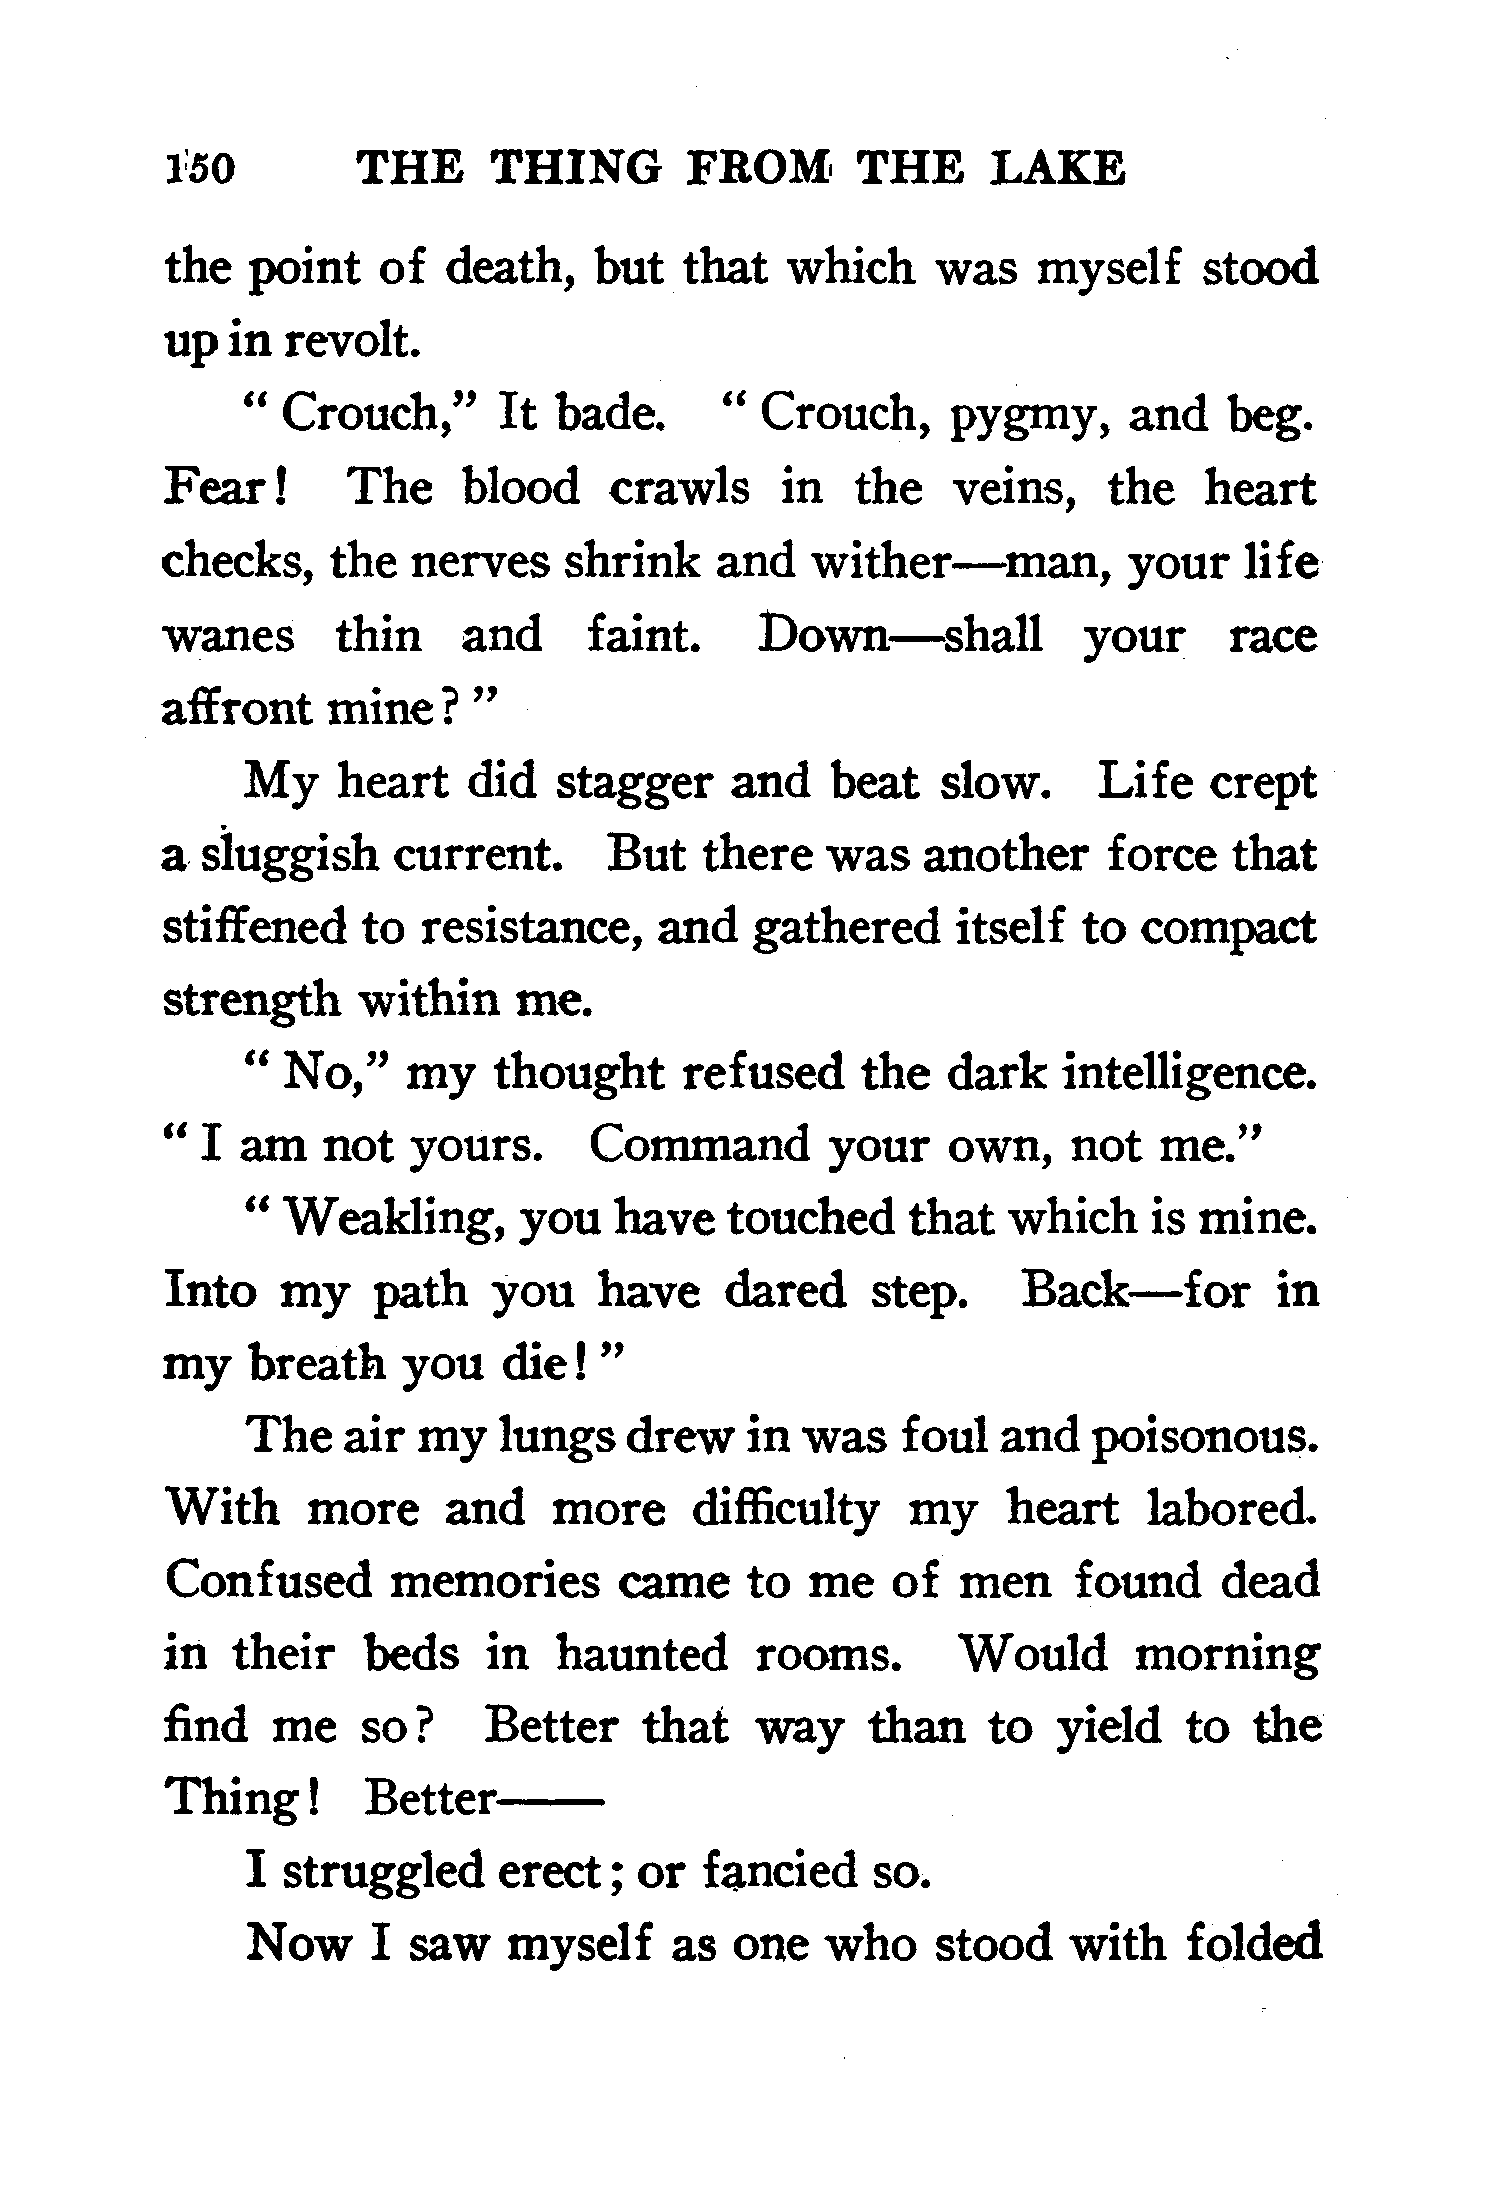 150 THE THING FROM THE LAKE
the point of death, but that which was myself stood
up in revolt.
“ Crouch,” It bade. “ Crouch, pygmy, and beg.
Fear! The blood crawls in the veins, the heart
checks, the nerves shrink and wither—man, your life
wanes thin and faint. Down—shall your race
affront mine? ”
My heart did stagger and beat slow. Life crept
a sluggish current. But there was another force that
stiffened to resistance, and gathered itself to compact
strength within me.
“ No,” my thought refused the dark intelligence.
“ I am not yours. Command your own, not me.”
“ Weakling, you have touched that which is mine.
Into my path you have dared step. Back—for in
my breath you die! ”
The air my lungs drew in was foul and poisonous.
With more and more difficulty my heart labored.
Confused memories came to me of men found dead
in their beds in haunted rooms. Would morning
find me so? Better that way than to yield to the
Thing! Better——
I struggled erect; or fancied so.
Now I saw myself as one who stood with folded